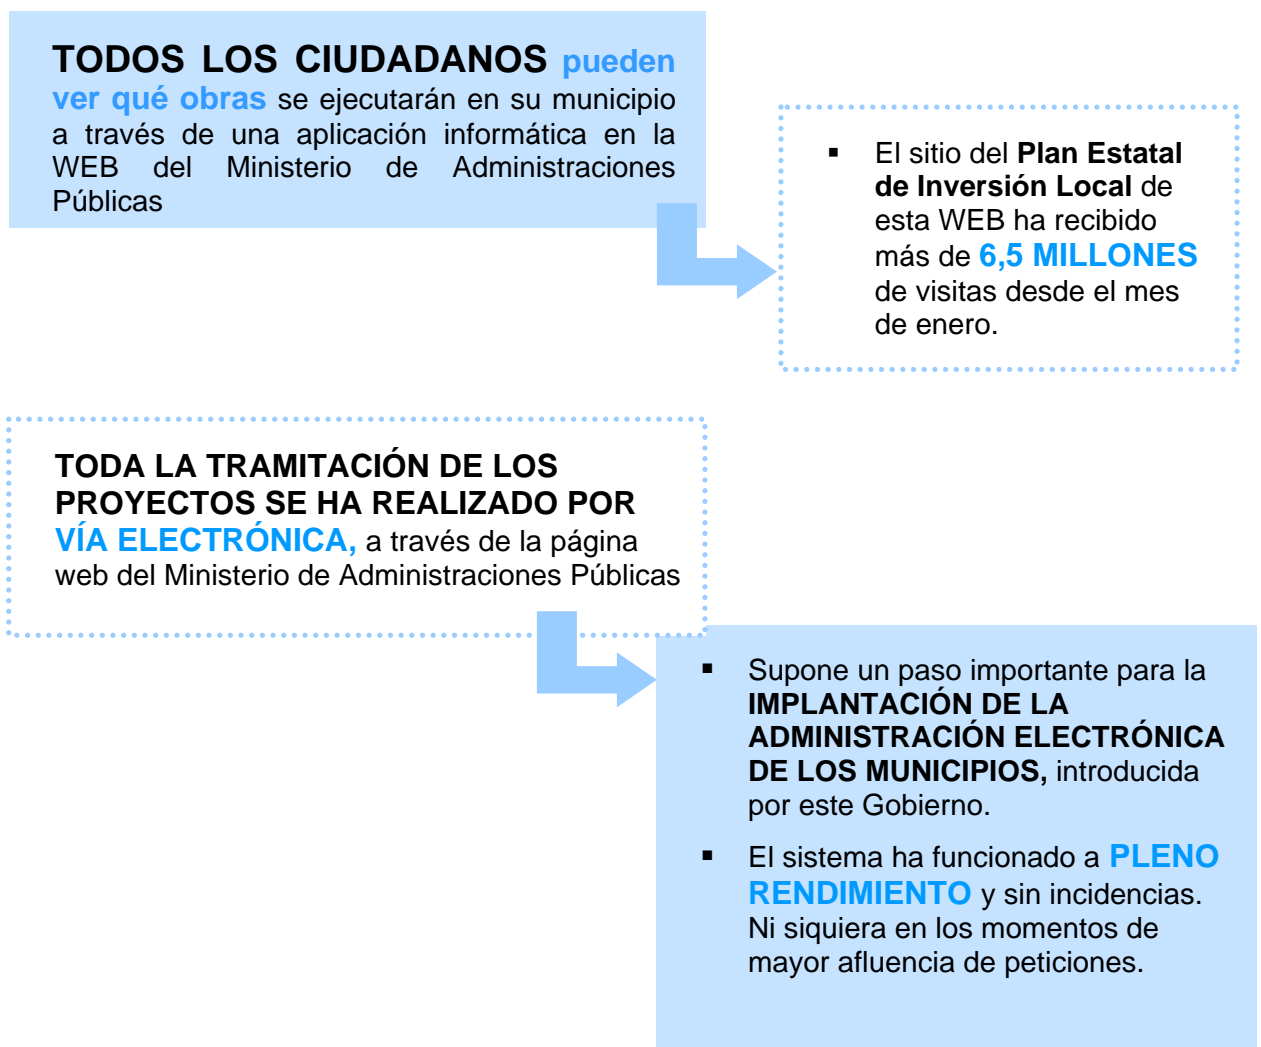 TODOS LOS CIUDADANOS pueden
ver qué obras se ejecutarán en su municipio
a través de una aplicación informática en la
WEB del Ministerio de Administraciones
Públicas
▪ El sitio del Plan Estatal
de Inversión Local de
esta WEB ha recibido
más de 6,5 MILLONES
de visitas desde el mes
de enero.
TODA LA TRAMITACIÓN DE LOS
PROYECTOS SE HA REALIZADO POR
VÍA ELECTRÓNICA, a través de la página
web del Ministerio de Administraciones Públicas
▪ Supone un paso importante para la
IMPLANTACIÓN DE LA
ADMINISTRACIÓN ELECTRÓNICA
DE LOS MUNICIPIOS, introducida
por este Gobierno.
▪ El sistema ha funcionado a PLENO
RENDIMIENTO y sin incidencias.
Ni siquiera en los momentos de
mayor afluencia de peticiones.